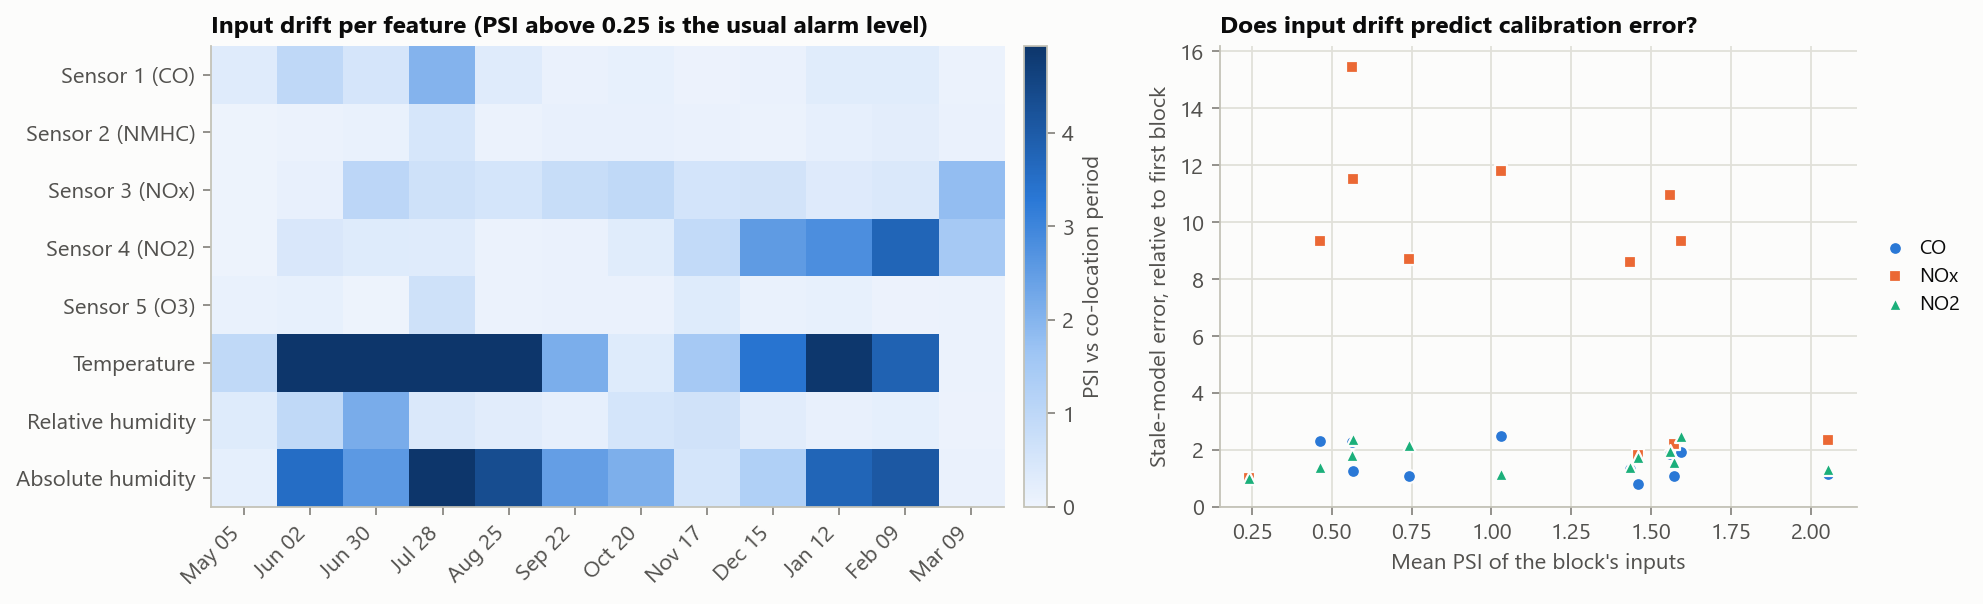 Input drift per feature (PSI above 0.25 is the usual alarm level)
Sensor 1 (CO)
Sensor 2 (NMHC)
Sensor 3 (NOx)
Sensor 4 (NO2)
Sensor 5 (O3)
Temperature
Relative humidity
Absolute humidity
May 05
Jun 02
Jun 30
Jul 28
Aug 25
Sep 22
Oct 20
Nov 17
Dec 15
Jan 12
Feb 09
Mar 09
4
3
2
1
0
PSI vs co-location period
Does input drift predict calibration error?
Stale-model error, relative to first block
16
14
12
10
8
6
4
2
0
0.25
0.50
0.75
1.00
1.25
1.50
1.75
2.00
Mean PSI of the block's inputs
CO
NOx
NO2